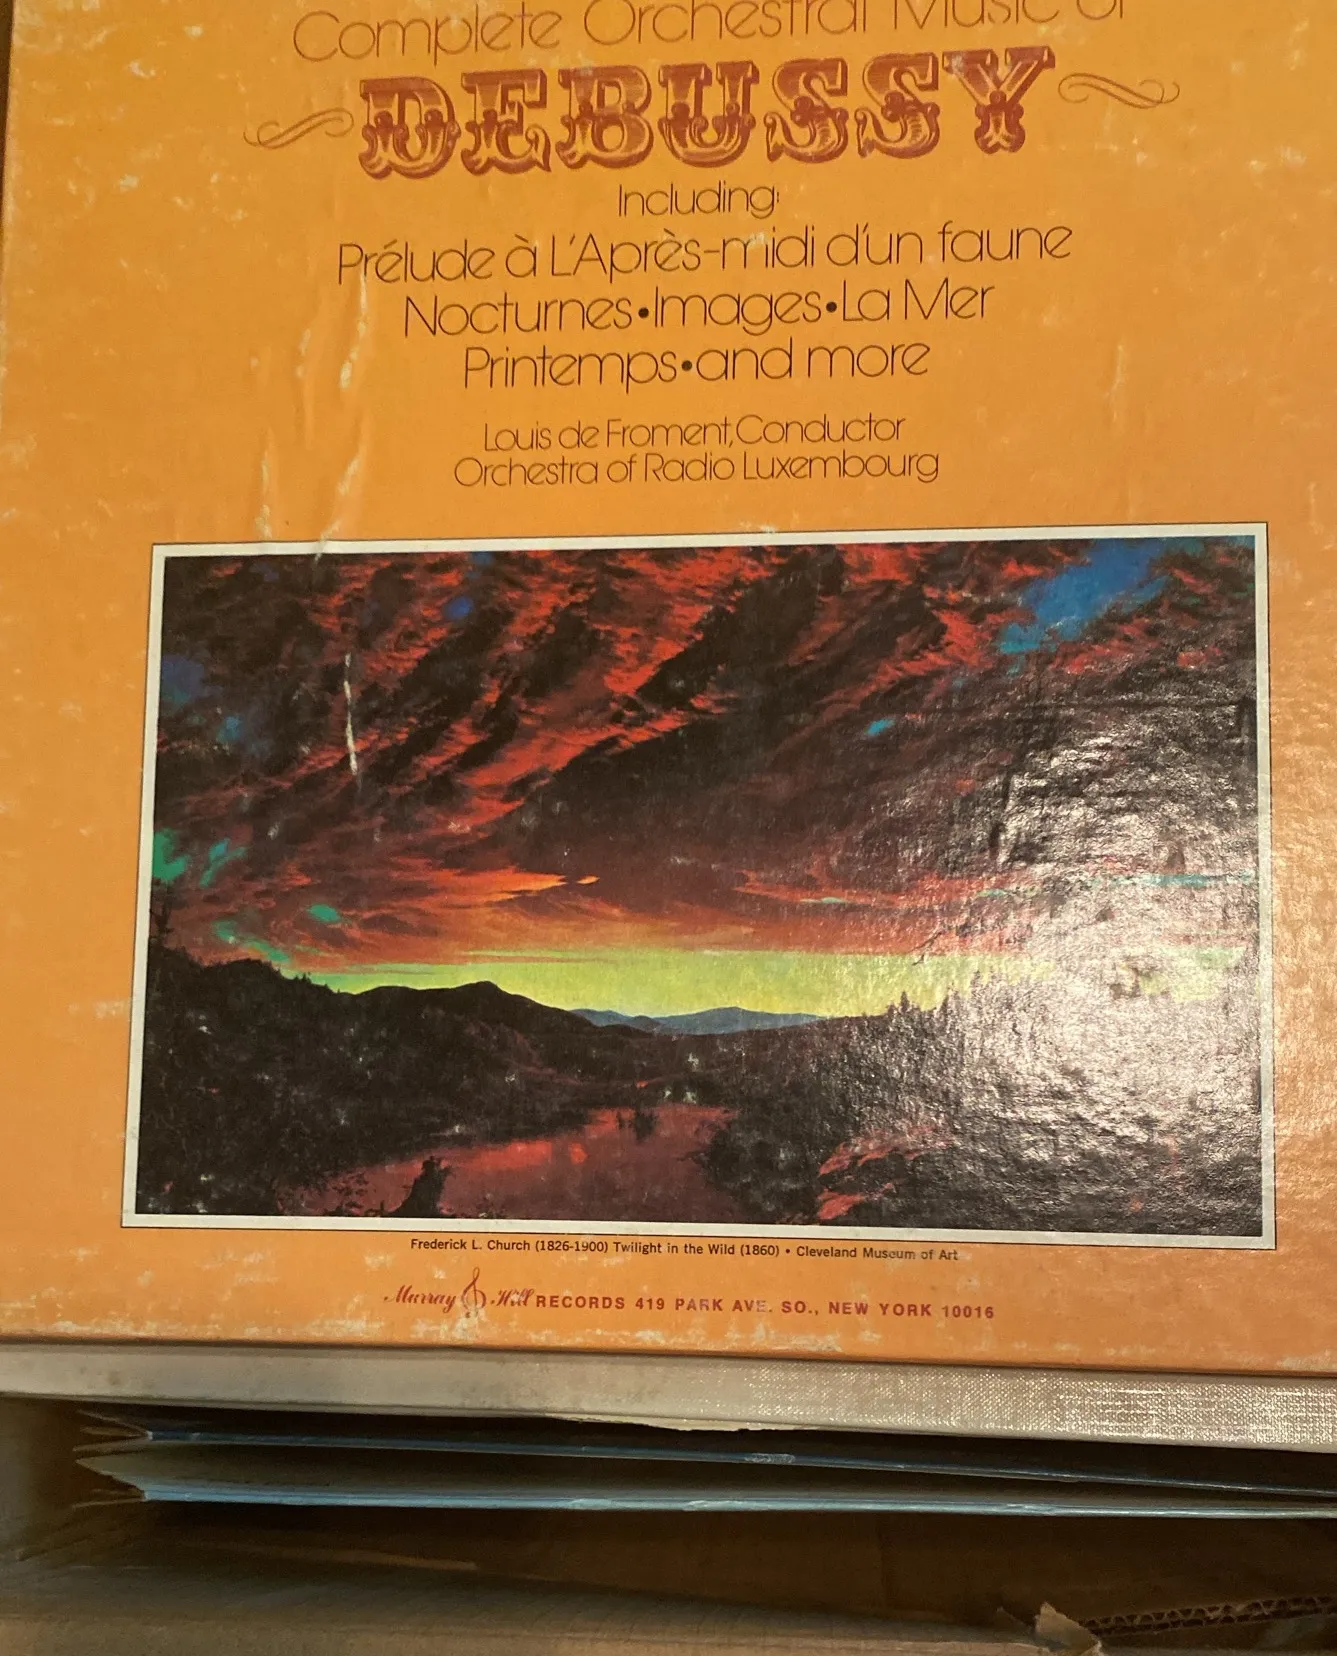 Complete Orchestral Music of
DEBUSSY
Including:
Prélude à L'Après-midi d'un faune
Nocturnes•Images•La Mer
Printemps•and more
Louis de Froment, Conductor
Orchestra of Radio Luxembourg
Frederick L. Church (1826-1900) Twilight in the Wild (1860) • Cleveland Museum of Art
Murray Hill RECORDS 419 PARK AVE. SO., NEW YORK 10016